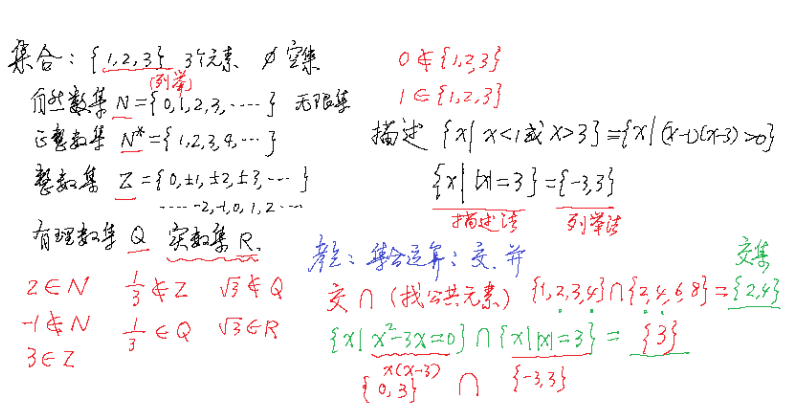 集合：{1,2,3} 3个元素 ∅空集
(列举)
自然数集 N={0,1,2,3,……} 无限集
正整数集 N*={1,2,3,4,…}
整数集 Z={0,±1,±2,±3,…}
……-2,-1,0,1,2…
有理数集 Q 实数集 R.
2∈N 1/3∉Z √3∉Q
-1∉N 1/3∈Q √3∈R
3∈Z
0∉{1,2,3}
1∈{1,2,3}
描述 {x|x<1或x>3}={x|(x-1)(x-3)>0}
{x||x|=3}={-3,3}
描述法 列举法
考点：集合运算：交、并
交集
交∩(找公共元素) {1,2,3,4}∩{2,4,6,8}={2,4}
{x|x²-3x=0}∩{x||x|=3}={3}
x(x-3)
{0,3} ∩ {-3,3}